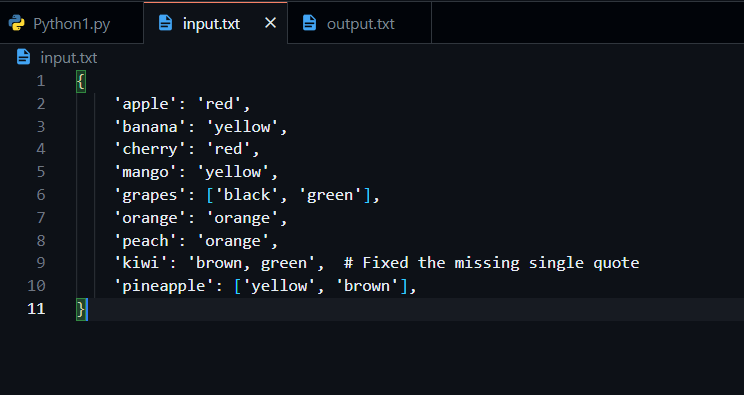 Python1.py input.txt × output.txt
input.txt
1 {
2 'apple': 'red',
3 'banana': 'yellow',
4 'cherry': 'red',
5 'mango': 'yellow',
6 'grapes': ['black', 'green'],
7 'orange': 'orange',
8 'peach': 'orange',
9 'kiwi': 'brown, green',  # Fixed the missing single quote
10 'pineapple': ['yellow', 'brown'],
11 }